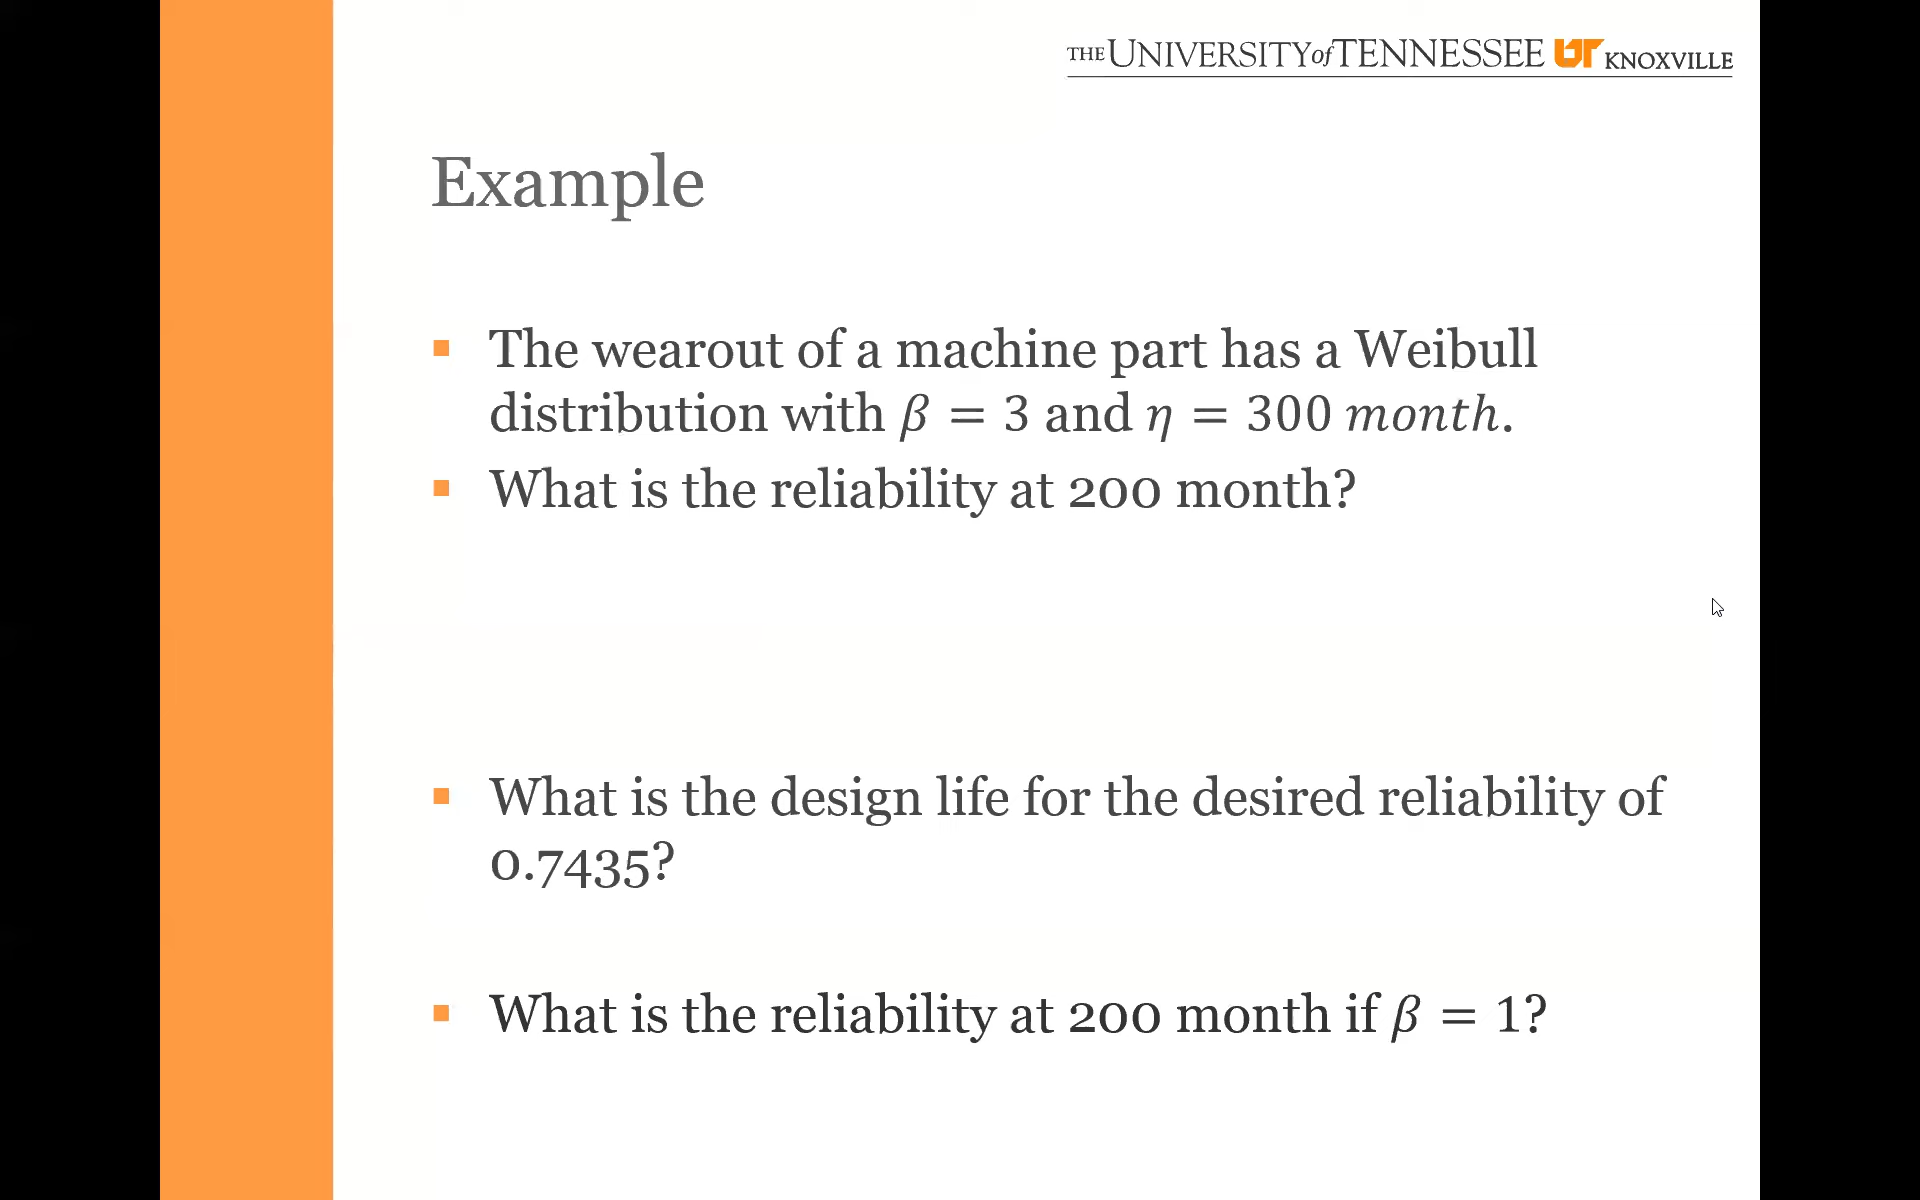 THE UNIVERSITY of TENNESSEE UT KNOXVILLE
Example
The wearout of a machine part has a Weibull
distribution with β = 3 and η = 300 month.
What is the reliability at 200 month?
What is the design life for the desired reliability of
0.7435?
What is the reliability at 200 month if β = 1?